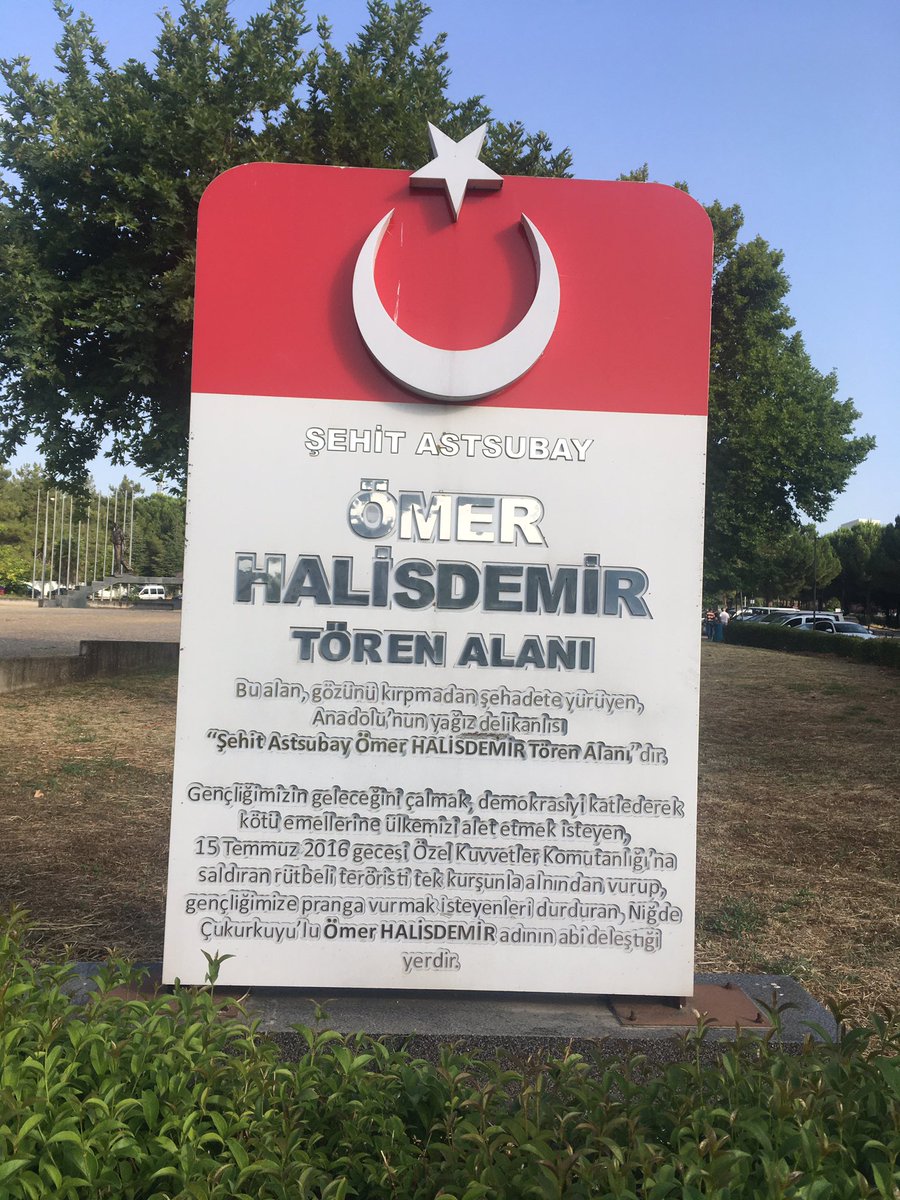 ŞEHİT ASTSUBAY
ÖMER
HALİSDEMİR
TÖREN ALANI
Bu alan, gözünü kırpmadan şehadete yürüyen,
Anadolu'nun yağız delikanlısı
“Şehit Astsubay Ömer HALİSDEMİR Tören Alanı”dır.
Gençliğimizin geleceğini çalmak, demokrasiyi katlederek
kötü emellerine ülkemizi alet etmek isteyen,
15 Temmuz 2016 gecesi Özel Kuvvetler Komutanlığı'na
saldıran rütbeli teröristi tek kurşunla alnından vurup,
gençliğimize pranga vurmak isteyenleri durduran, Niğde
Çukurkuyu'lu Ömer HALİSDEMİR adının abi deleştiği
yerdir.